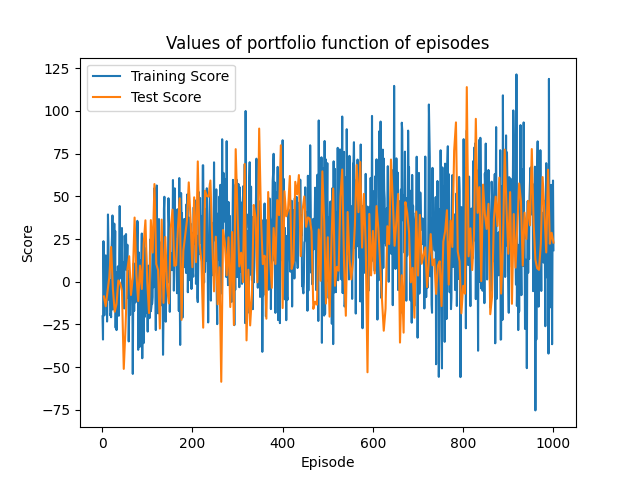 Values of portfolio function of episodes
Training Score
Test Score
125
100
75
50
25
0
−25
−50
−75
Score
0 200 400 600 800 1000
Episode